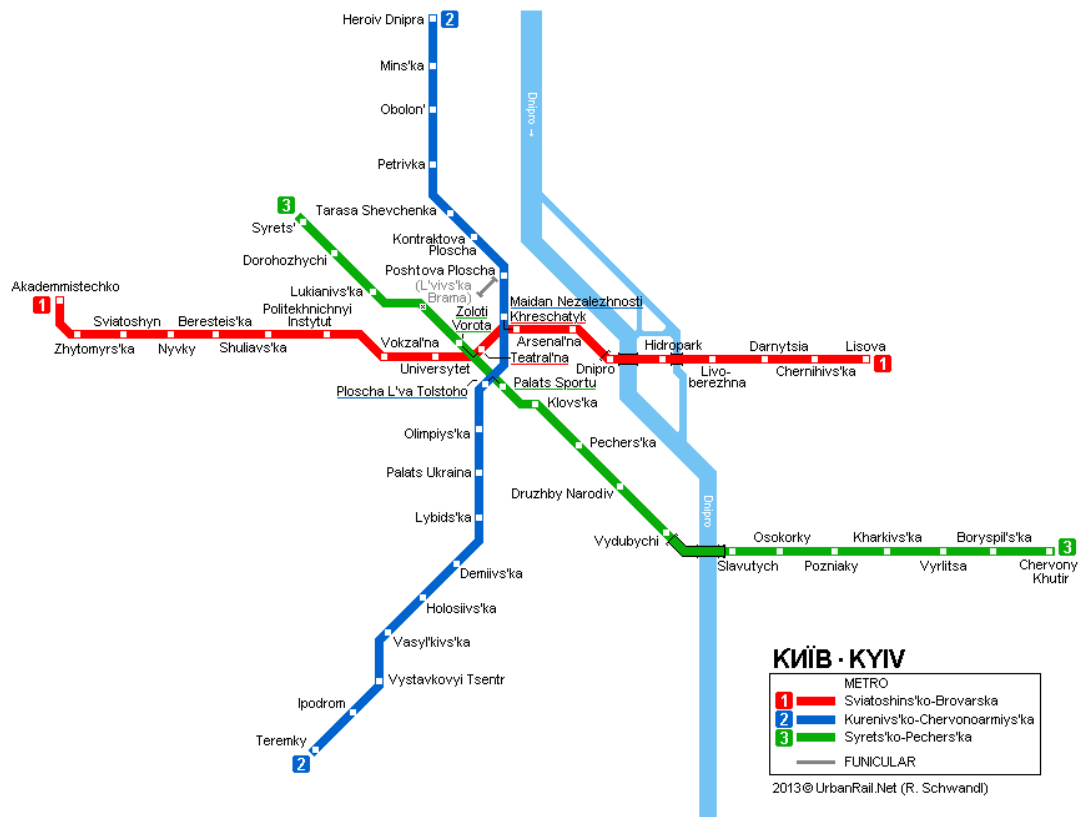 Heroiv Dnipra
2
Mins'ka
Dnipro →
Obolon'
Petrivka
3
Tarasa Shevchenka
Syrets'
Kontraktova
Ploscha
Dorohozhychi
Poshtova Ploscha
(L'vivs'ka
Brama)
Akademmistechko
Lukianivs'ka
1
Maidan Nezalezhnosti
Politekhnichnyi
Instytut
Zoloti
Vorota
Khreschatyk
Sviatoshyn
Beresteis'ka
Zhytomyrs'ka
Nyvky
Shuliavs'ka
Vokzal'na
Arsenal'na
Hidropark
Darnytsia
Lisova
Universytet
Teatral'na
Dnipro
Livo-
berezhna
Chernihivs'ka
1
Ploscha L'va Tolstoho
Palats Sportu
Klovs'ka
Olimpiys'ka
Pechers'ka
Palats Ukraina
Druzhby Narodiv
Dnipro
Lybids'ka
Vydubychi
Osokorky
Kharkivs'ka
Boryspil's'ka
3
Slavutych
Pozniaky
Vyrlitsa
Chervony
Khutir
Demiivs'ka
Holosiivs'ka
Vasyl'kivs'ka
Vystavkovyi Tsentr
Ipodrom
Teremky
2
КИЇВ · KYIV
METRO
1 Sviatoshins'ko-Brovarska
2 Kurenivs'ko-Chervonoarmiys'ka
3 Syrets'ko-Pechers'ka
FUNICULAR
2013 © UrbanRail.Net (R. Schwandl)